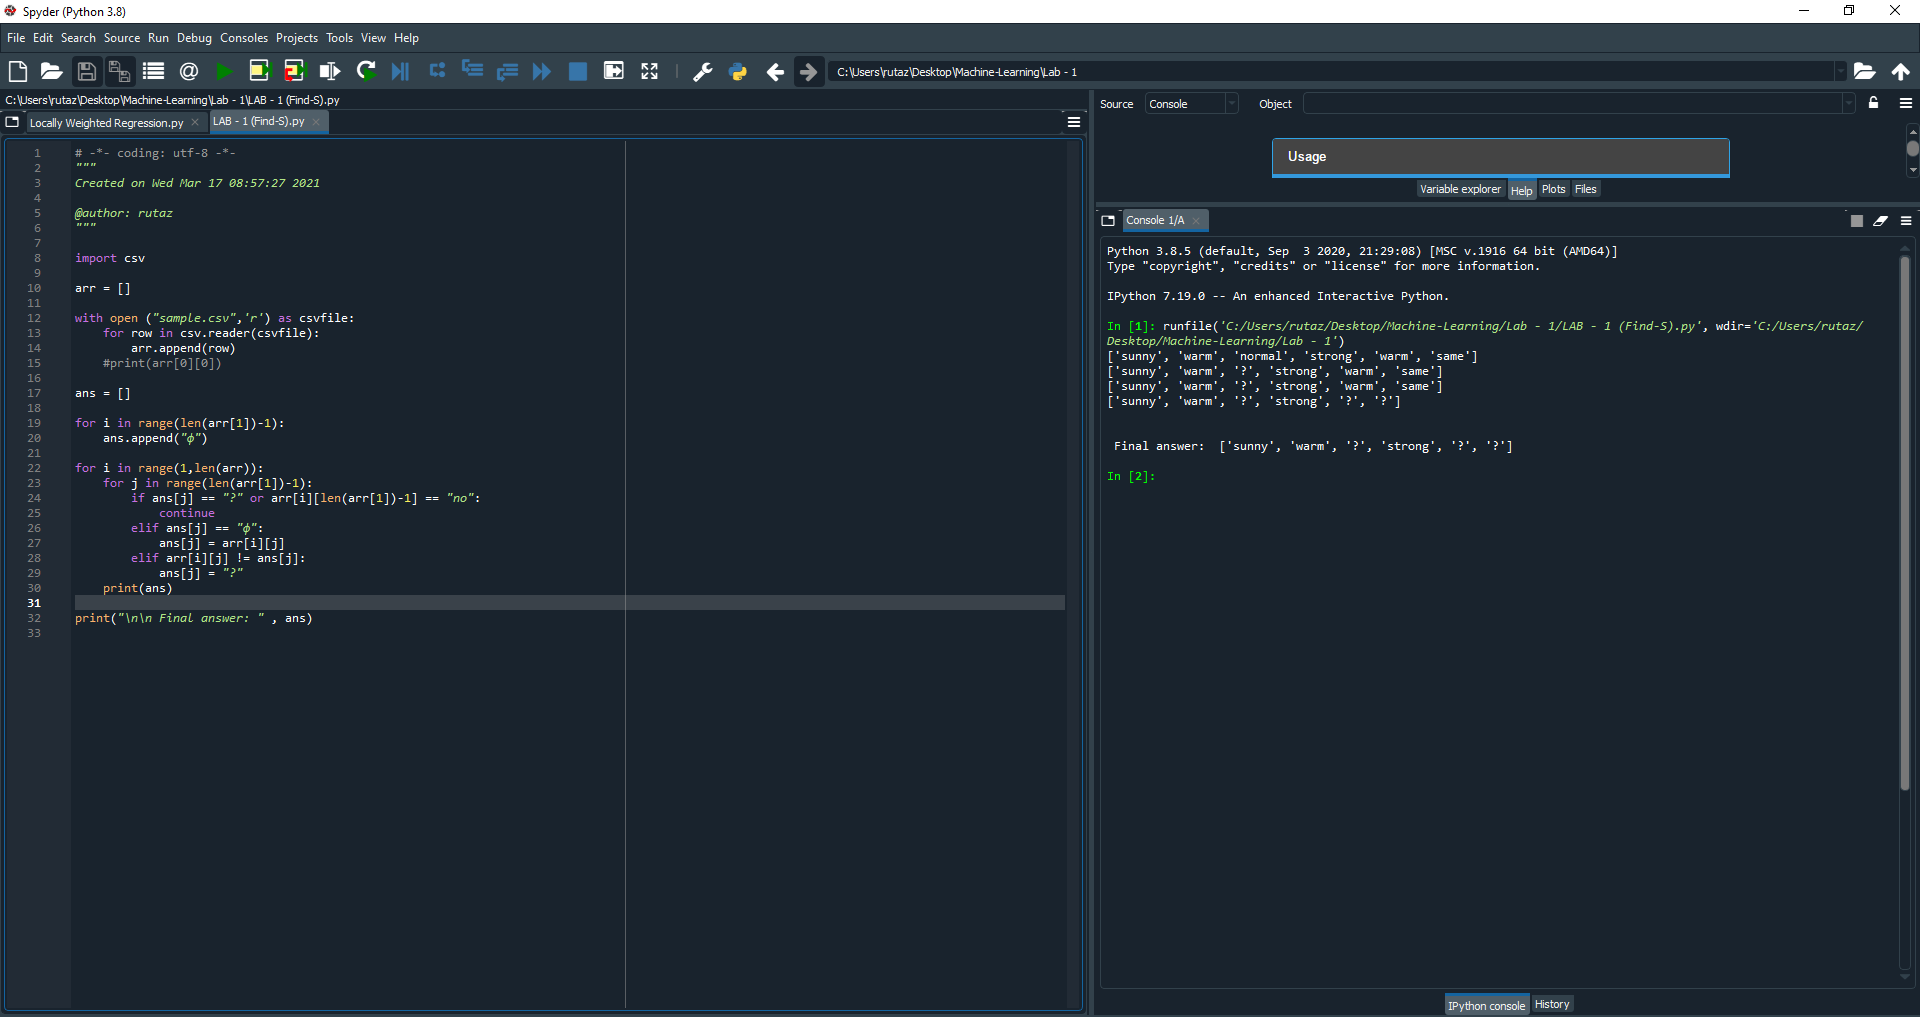 Spyder (Python 3.8)
File Edit Search Source Run Debug Consoles Projects Tools View Help
C:\Users\rutaz\Desktop\Machine-Learning\Lab - 1
C:\Users\rutaz\Desktop\Machine-Learning\Lab - 1\LAB - 1 (Find-S).py
Locally Weighted Regression.py
LAB - 1 (Find-S).py
1 # -*- coding: utf-8 -*-
2 """
3 Created on Wed Mar 17 08:57:27 2021
4
5 @author: rutaz
6 """
7
8 import csv
9
10 arr = []
11
12 with open ("sample.csv",'r') as csvfile:
13     for row in csv.reader(csvfile):
14         arr.append(row)
15     #print(arr[0][0])
16
17 ans = []
18
19 for i in range(len(arr[1])-1):
20     ans.append("ϕ")
21
22 for i in range(1,len(arr)):
23     for j in range(len(arr[1])-1):
24         if ans[j] == "?" or arr[i][len(arr[1])-1] == "no":
25             continue
26         elif ans[j] == "ϕ":
27             ans[j] = arr[i][j]
28         elif arr[i][j] != ans[j]:
29             ans[j] = "?"
30     print(ans)
31
32 print("\n\n Final answer: " , ans)
33
Source Console Object
Usage
Variable explorer Help Plots Files
Console 1/A
Python 3.8.5 (default, Sep  3 2020, 21:29:08) [MSC v.1916 64 bit (AMD64)]
Type "copyright", "credits" or "license" for more information.
IPython 7.19.0 -- An enhanced Interactive Python.
In [1]: runfile('C:/Users/rutaz/Desktop/Machine-Learning/Lab - 1/LAB - 1 (Find-S).py', wdir='C:/Users/rutaz/
Desktop/Machine-Learning/Lab - 1')
['sunny', 'warm', 'normal', 'strong', 'warm', 'same']
['sunny', 'warm', '?', 'strong', 'warm', 'same']
['sunny', 'warm', '?', 'strong', 'warm', 'same']
['sunny', 'warm', '?', 'strong', '?', '?']
Final answer:  ['sunny', 'warm', '?', 'strong', '?', '?']
In [2]:
IPython console History